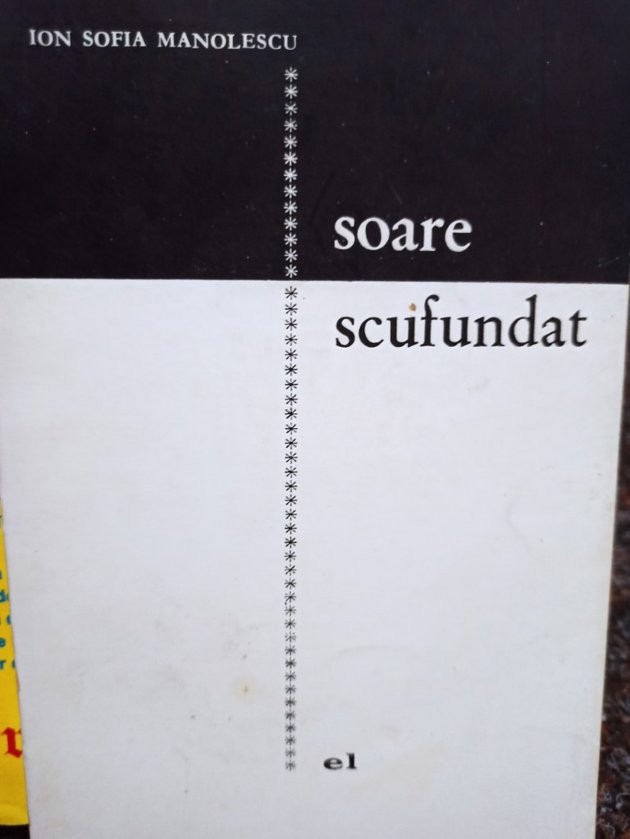 ION SOFIA MANOLESCU
soare
scufundat
el